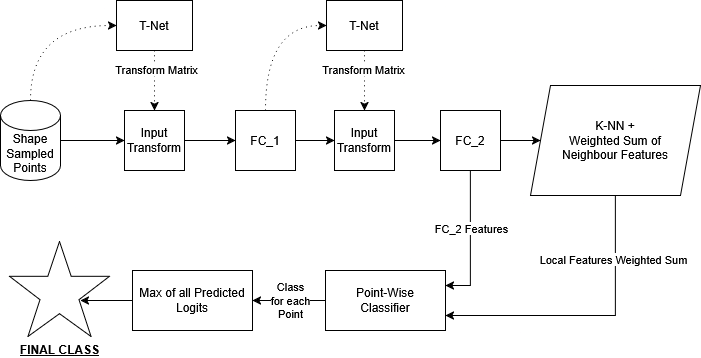 T-Net
T-Net
Transform Matrix
Transform Matrix
Shape
Sampled
Points
Input
Transform
FC_1
Input
Transform
FC_2
K-NN +
Weighted Sum of
Neighbour Features
FC_2 Features
Local Features Weighted Sum
Max of all Predicted
Logits
Class
for each
Point
Point-Wise
Classifier
FINAL CLASS